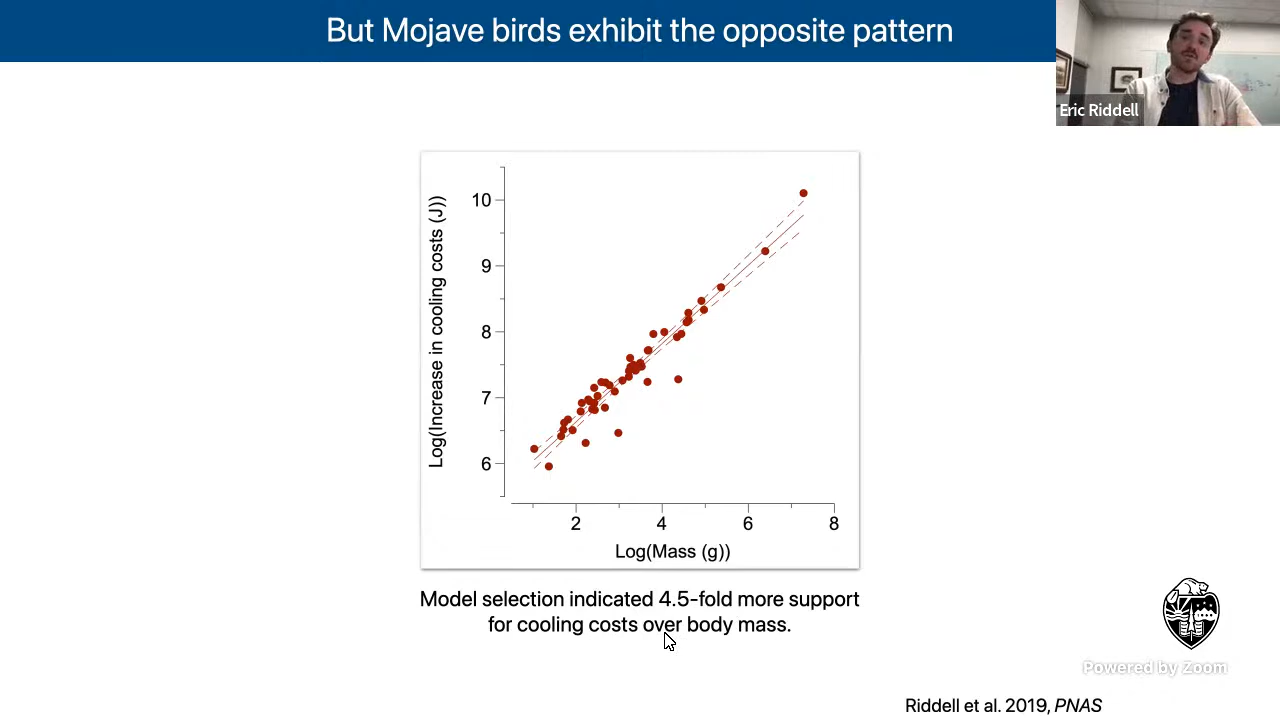 But Mojave birds exhibit the opposite pattern
Eric Riddell
Log(Increase in cooling costs (J))
10
9
8
7
6
2 4 6 8
Log(Mass (g))
Model selection indicated 4.5-fold more support
for cooling costs over body mass.
Powered by Zoom
Riddell et al. 2019, PNAS